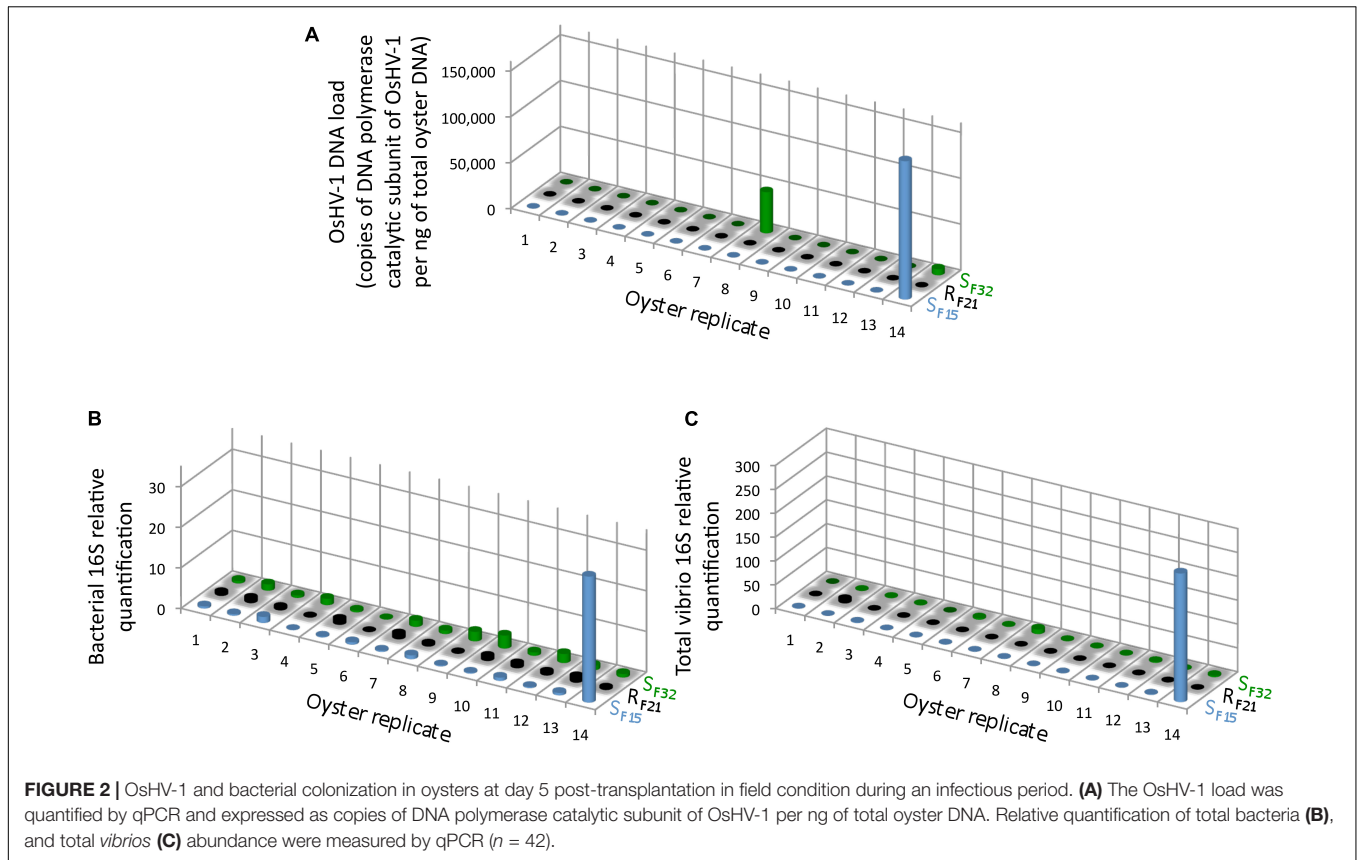 A
OsHV-1 DNA load
(copies of DNA polymerase
catalytic subunit of OsHV-1
per ng of total oyster DNA)
150,000
100,000
50,000
0
1 2 3 4 5 6 7 8 9 10 11 12 13 14
Oyster replicate
SF32
RF21
SF15
B
Bacterial 16S relative
quantification
30
20
10
0
1 2 3 4 5 6 7 8 9 10 11 12 13 14
Oyster replicate
SF32
RF21
SF15
C
Total vibrio 16S relative
quantification
300
250
200
150
100
50
0
1 2 3 4 5 6 7 8 9 10 11 12 13 14
Oyster replicate
SF32
RF21
SF15
FIGURE 2 | OsHV-1 and bacterial colonization in oysters at day 5 post-transplantation in field condition during an infectious period. (A) The OsHV-1 load was
quantified by qPCR and expressed as copies of DNA polymerase catalytic subunit of OsHV-1 per ng of total oyster DNA. Relative quantification of total bacteria (B),
and total vibrios (C) abundance were measured by qPCR (n = 42).